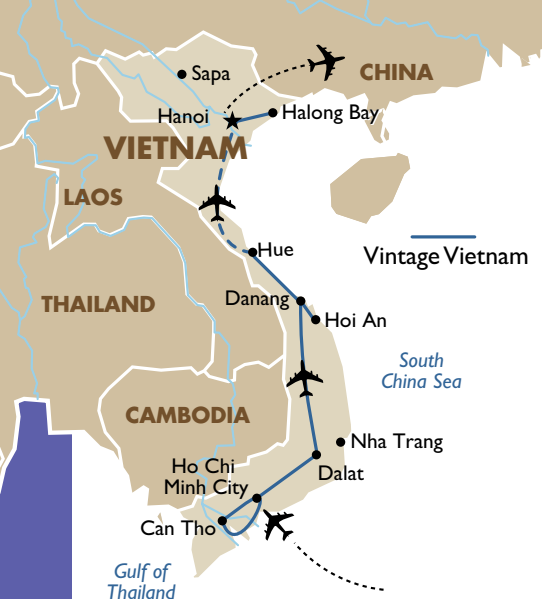 Sapa
CHINA
Hanoi
Halong Bay
VIETNAM
LAOS
Hue
Vintage Vietnam
THAILAND
Danang
Hoi An
South
China Sea
CAMBODIA
Nha Trang
Ho Chi
Minh City
Dalat
Can Tho
Gulf of
Thailand